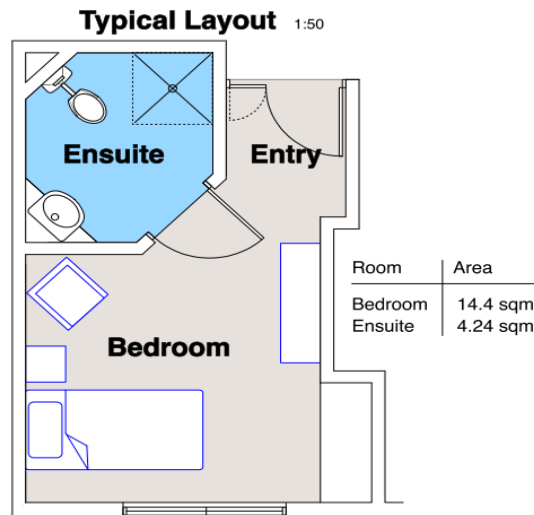 Typical Layout 1:50
Ensuite
Entry
Room Area
Bedroom 14.4 sqm
Ensuite 4.24 sqm
Bedroom